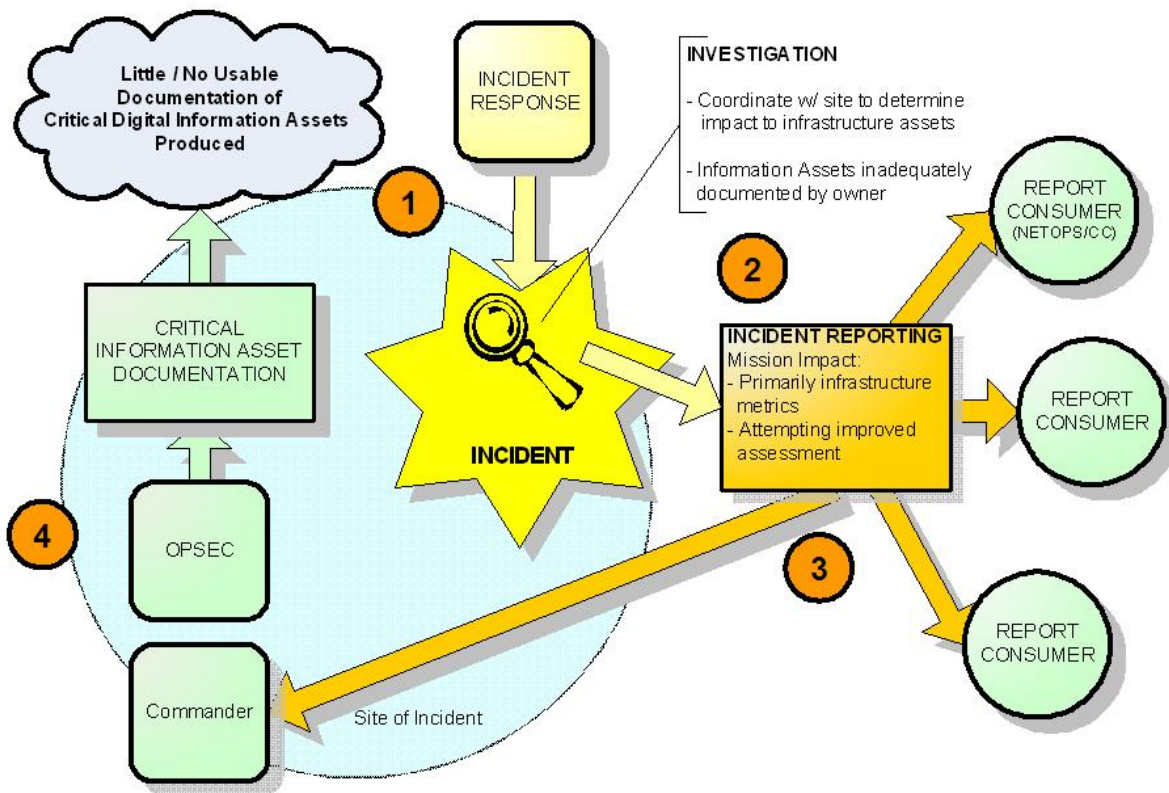 Little / No Usable
Documentation of
Critical Digital Information Assets
Produced
INCIDENT
RESPONSE
INVESTIGATION
- Coordinate w/ site to determine
impact to infrastructure assets
- Information Assets inadequately
documented by owner
1
REPORT
CONSUMER
(NETOPS/CC)
2
CRITICAL
INFORMATION ASSET
DOCUMENTATION
INCIDENT REPORTING
Mission Impact:
- Primarily infrastructure
metrics
- Attempting improved
assessment
REPORT
CONSUMER
INCIDENT
4
OPSEC
3
REPORT
CONSUMER
Commander
Site of Incident